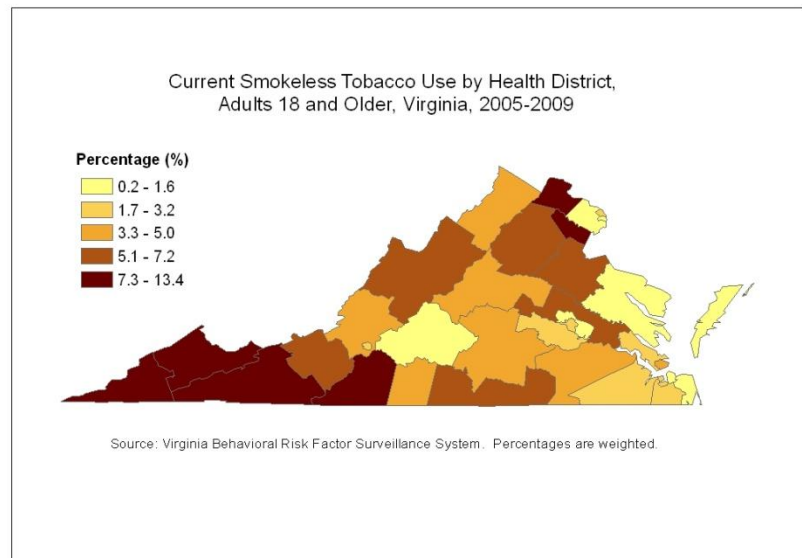 Current Smokeless Tobacco Use by Health District,
Adults 18 and Older, Virginia, 2005-2009
Percentage (%)
0.2 - 1.6
1.7 - 3.2
3.3 - 5.0
5.1 - 7.2
7.3 - 13.4
Source: Virginia Behavioral Risk Factor Surveillance System. Percentages are weighted.